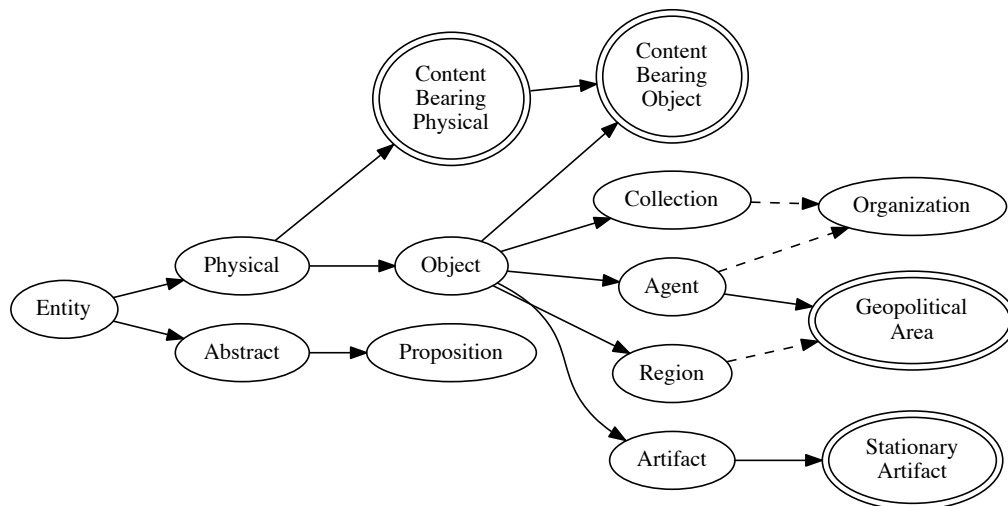 Content
Bearing
Physical
Content
Bearing
Object
Collection
Organization
Physical
Object
Agent
Entity
Geopolitical
Area
Abstract
Proposition
Region
Artifact
Stationary
Artifact